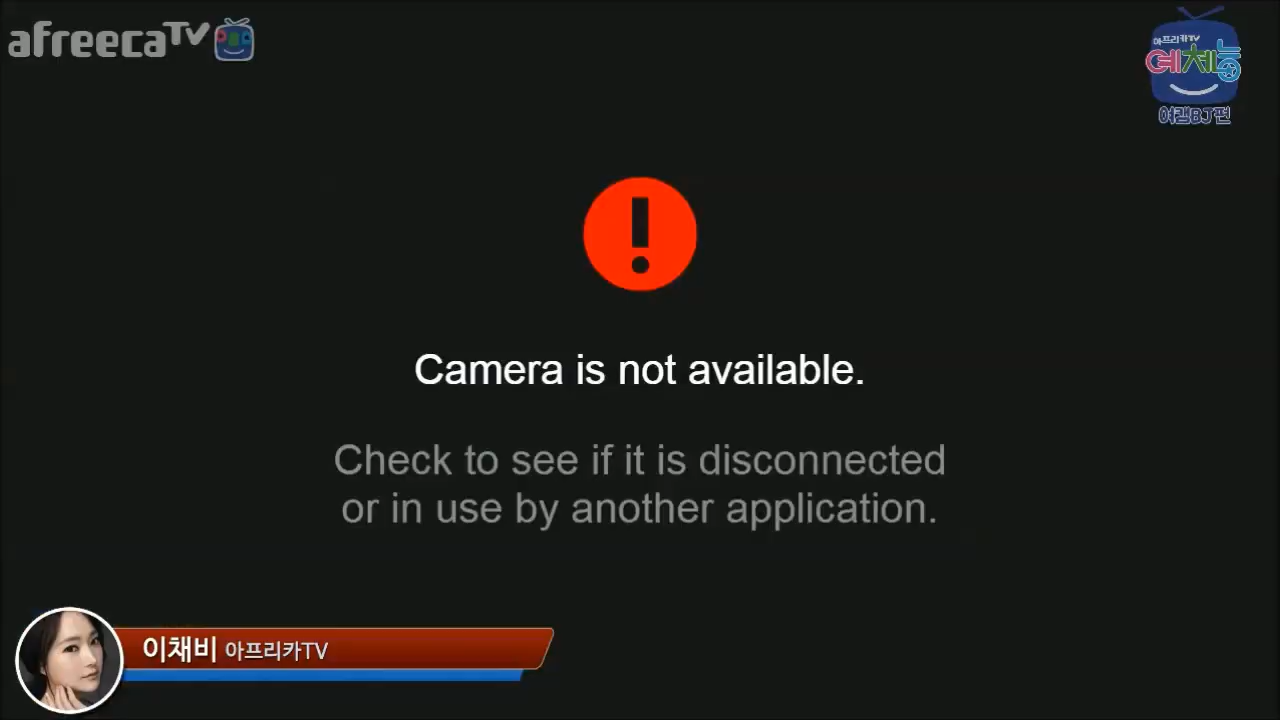 afreecaTV
아프리카TV
예체능
여캠BJ편
Camera is not available.
Check to see if it is disconnected
or in use by another application.
이채비 아프리카TV